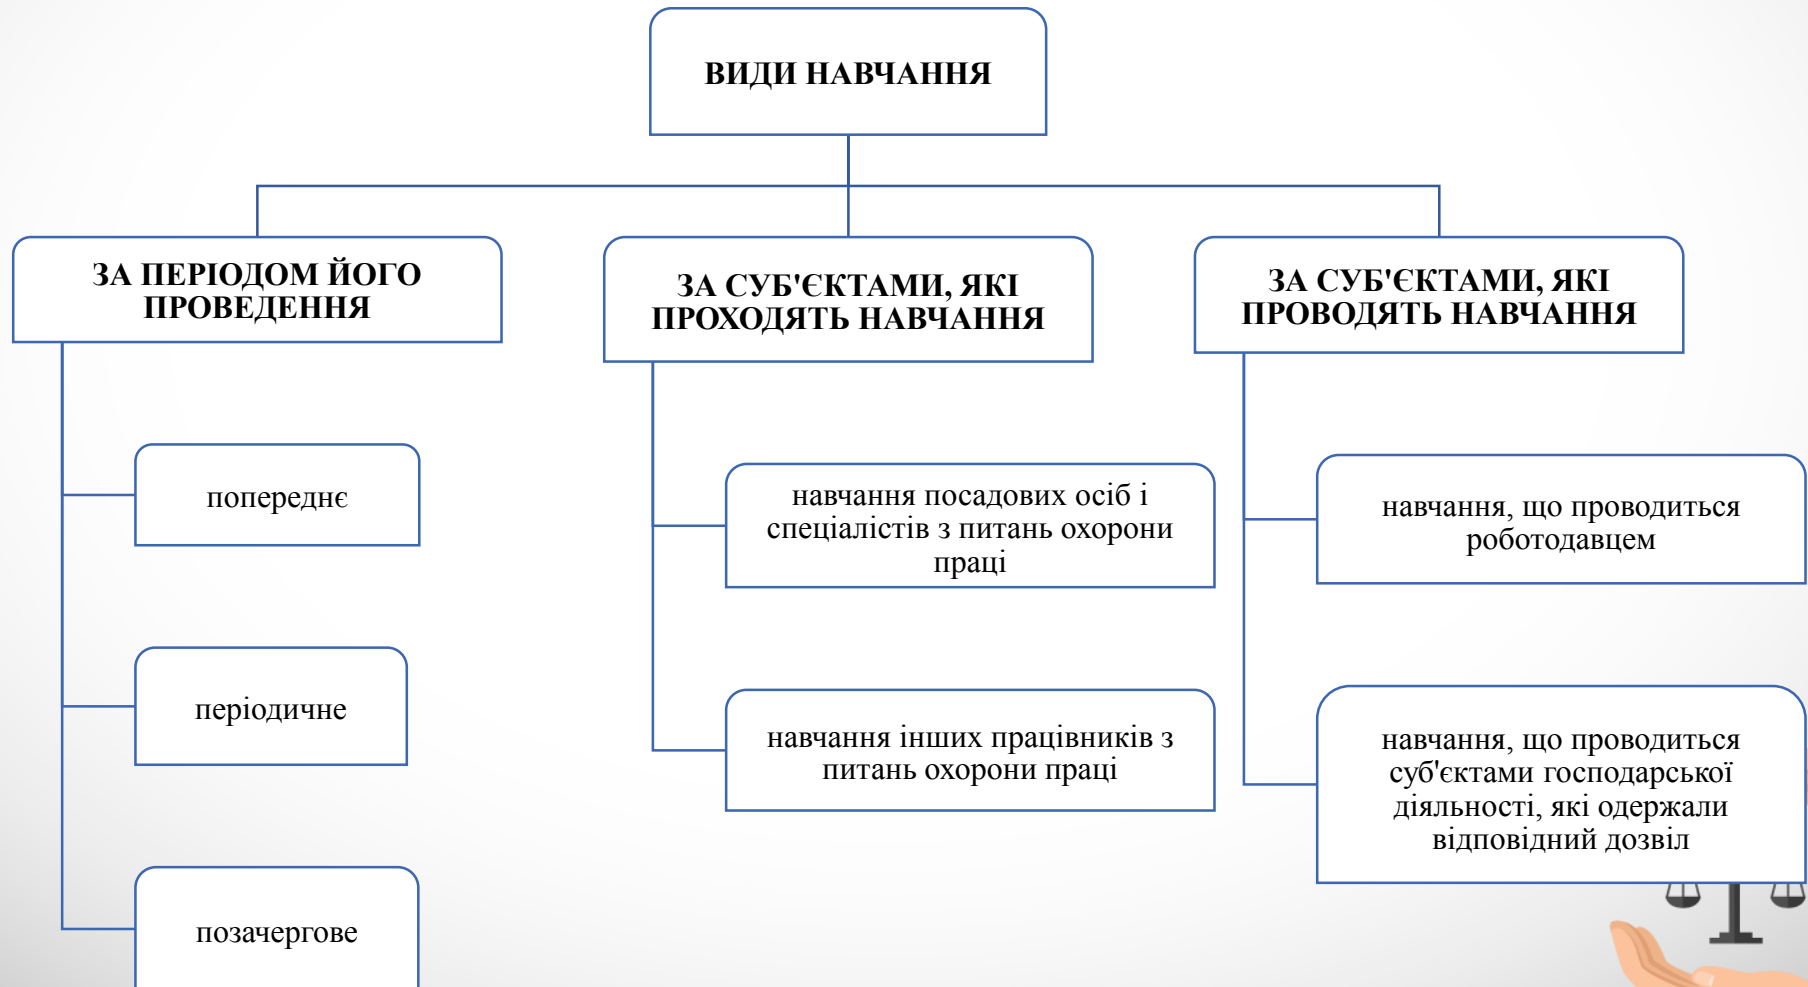 ВИДИ НАВЧАННЯ
ЗА ПЕРІОДОМ ЙОГО
ПРОВЕДЕННЯ
попереднє
періодичне
позачергове
ЗА СУБ'ЄКТАМИ, ЯКІ
ПРОХОДЯТЬ НАВЧАННЯ
навчання посадових осіб і
спеціалістів з питань охорони
праці
навчання інших працівників з
питань охорони праці
ЗА СУБ'ЄКТАМИ, ЯКІ
ПРОВОДЯТЬ НАВЧАННЯ
навчання, що проводиться
роботодавцем
навчання, що проводиться
суб'єктами господарської
діяльності, які одержали
відповідний дозвіл